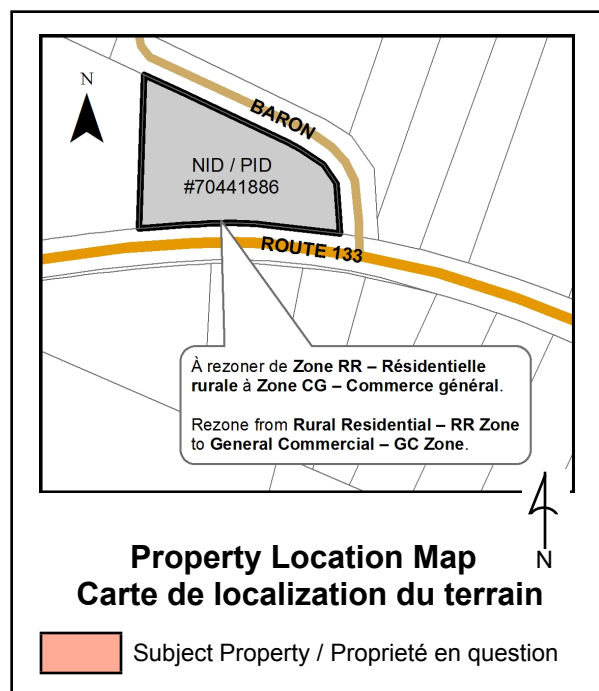 N
BARON
NID / PID
#70441886
ROUTE 133
À rezoner de Zone RR – Résidentielle
rurale à Zone CG – Commerce général.
Rezone from Rural Residential – RR Zone
to General Commercial – GC Zone.
N
Property Location Map
Carte de localization du terrain
Subject Property / Proprieté en question